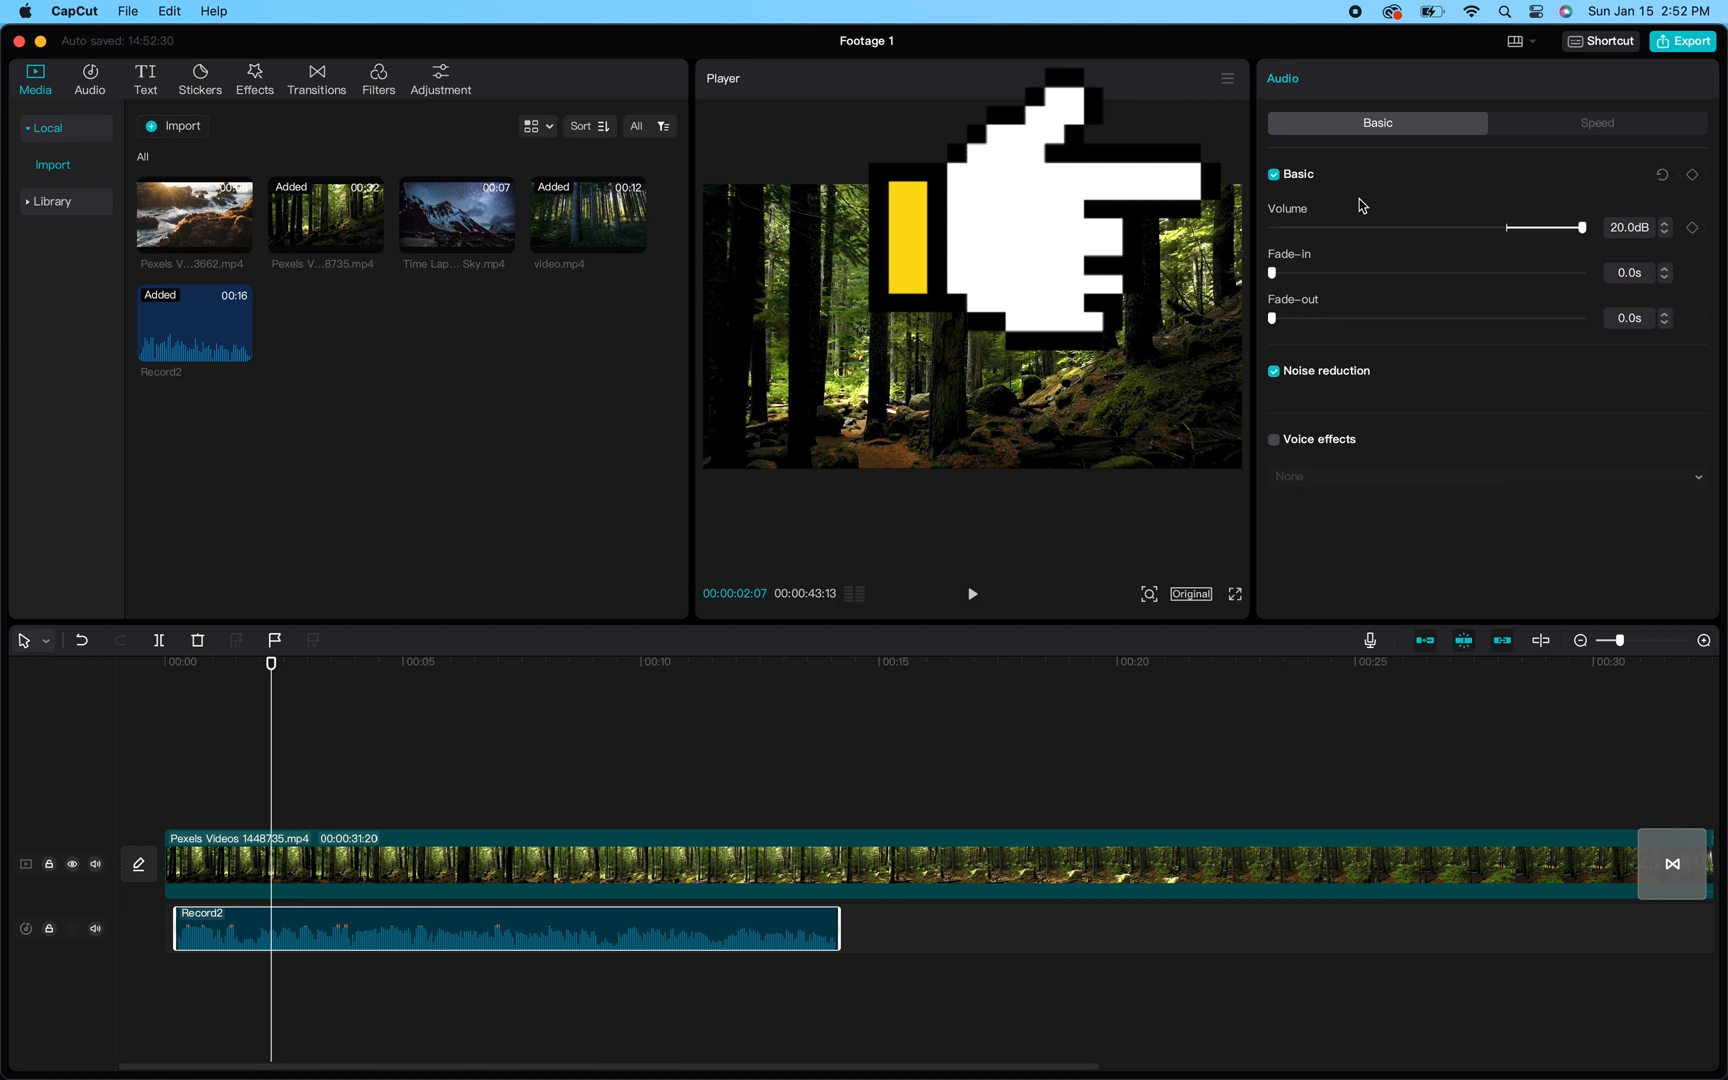 CapCut File Edit Help Sun Jan 15 2:52 PM
Auto saved: 14:52:30 Footage 1 Shortcut Export
Media Audio Text Stickers Effects Transitions Filters Adjustment
Player
Audio
Basic Speed
Local
Import
Library
Import Sort All
All
Added 00:32 00:07 Added 00:12
Pexels V...3662.mp4 Pexels V...8735.mp4 Time Lap... Sky.mp4 video.mp4
Added 00:16
Record2
Basic
Volume
20.0dB
Fade-in
0.0s
Fade-out
0.0s
Noise reduction
Voice effects
None
00:00:02:07 00:00:43:13 Original
00:00 00:05 00:10 00:15 00:20 00:25 00:30
Pexels Videos 1448735.mp4 00:00:31:20
Record2